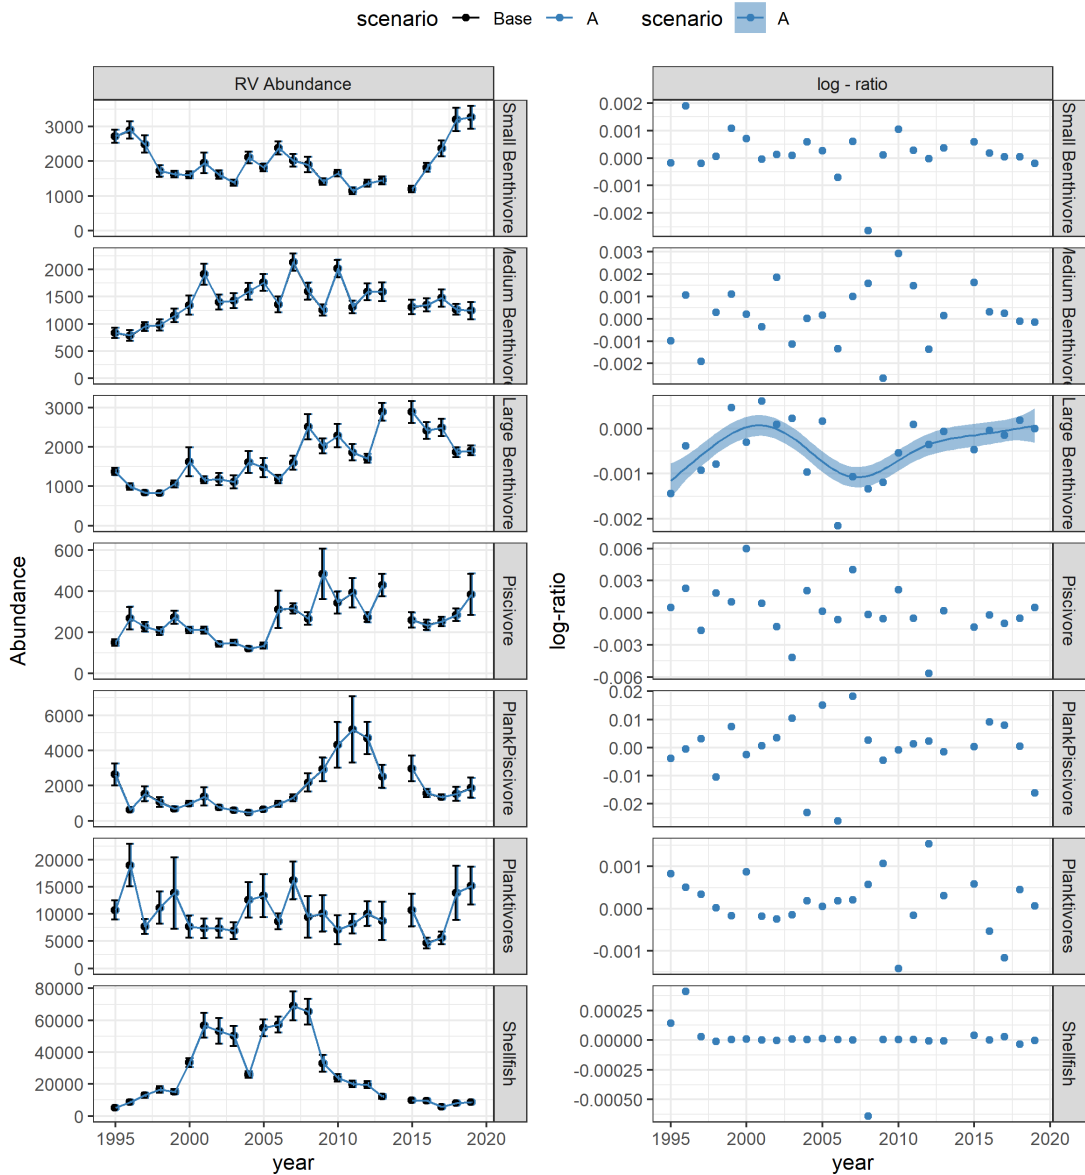 scenario Base A scenario A
RV Abundance
log - ratio
3000
2000
1000
0
Small Benthivore
0.002
0.001
0.000
-0.001
-0.002
Small Benthivore
2000
1500
1000
500
0
Medium Benthivore
0.003
0.002
0.001
0.000
-0.001
-0.002
Medium Benthivore
3000
2000
1000
0
Large Benthivore
0.000
-0.001
-0.002
Large Benthivore
600
400
200
0
Piscivore
0.006
0.003
0.000
-0.003
-0.006
Piscivore
6000
4000
2000
0
PlankPiscivore
0.02
0.01
0.00
-0.01
-0.02
PlankPiscivore
20000
15000
10000
5000
0
Planktivores
0.001
0.000
-0.001
Planktivores
80000
60000
40000
20000
0
Shellfish
0.00025
0.00000
-0.00025
-0.00050
Shellfish
Abundance
log-ratio
1995 2000 2005 2010 2015 2020
year
1995 2000 2005 2010 2015 2020
year